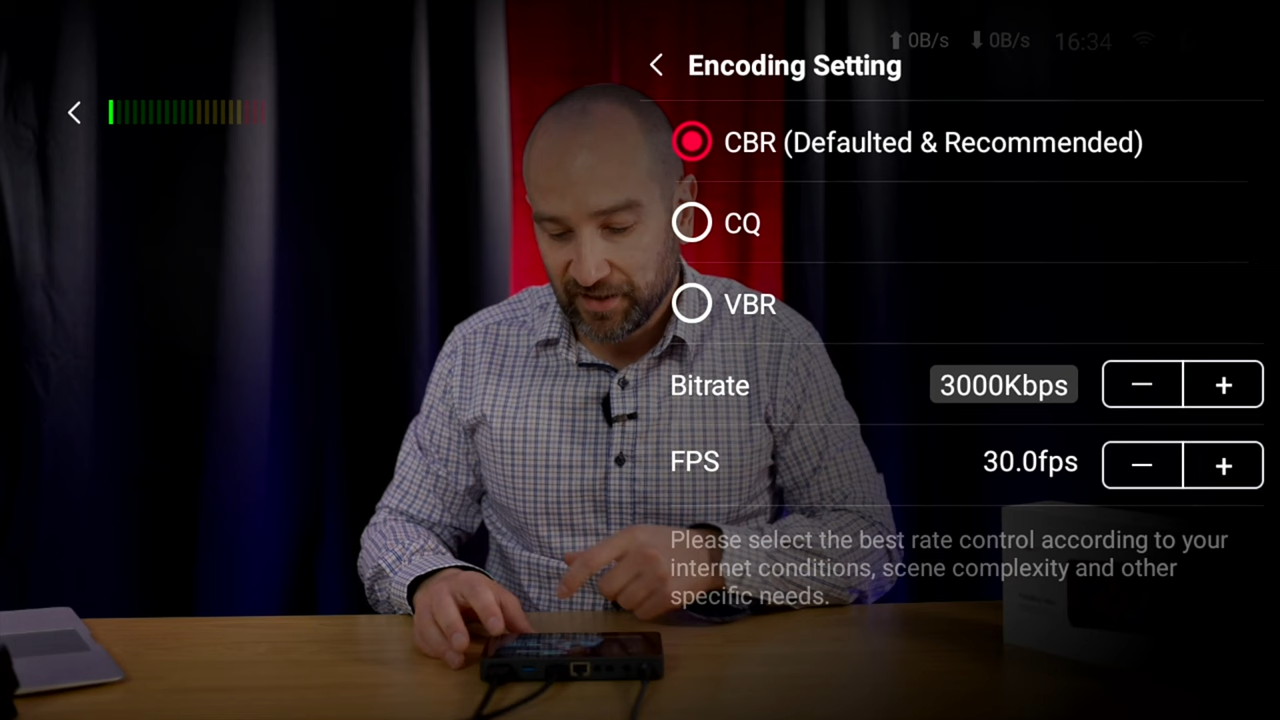 0B/s 0B/s 16:34
Encoding Setting
CBR (Defaulted & Recommended)
CQ
VBR
Bitrate 3000Kbps − +
FPS 30.0fps − +
Please select the best rate control according to your
internet conditions, scene complexity and other
specific needs.